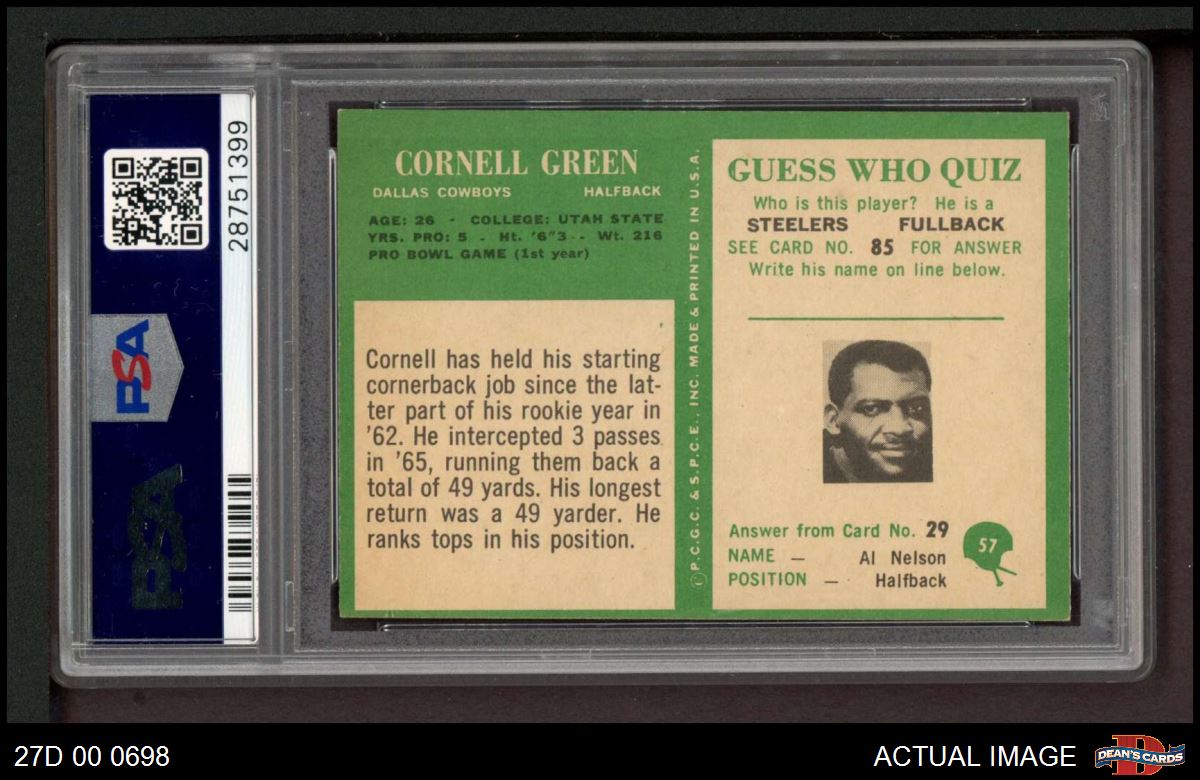 28751399
PSA
PSA
CORNELL GREEN
DALLAS COWBOYS HALFBACK
AGE: 26 - COLLEGE: UTAH STATE
YRS. PRO: 5 - Ht. '6"3 - - Wt. 216
PRO BOWL GAME (1st year)
Cornell has held his starting
cornerback job since the lat-
ter part of his rookie year in
'62. He intercepted 3 passes
in '65, running them back a
total of 49 yards. His longest
return was a 49 yarder. He
ranks tops in his position.
©P.C.G.C. & S.P.C.E., INC. MADE & PRINTED IN U.S.A.
GUESS WHO QUIZ
Who is this player? He is a
STEELERS FULLBACK
SEE CARD NO. 85 FOR ANSWER
Write his name on line below.
Answer from Card No. 29
NAME — Al Nelson
POSITION — Halfback
57
27D 00 0698
ACTUAL IMAGE
D
DEAN'S CARDS